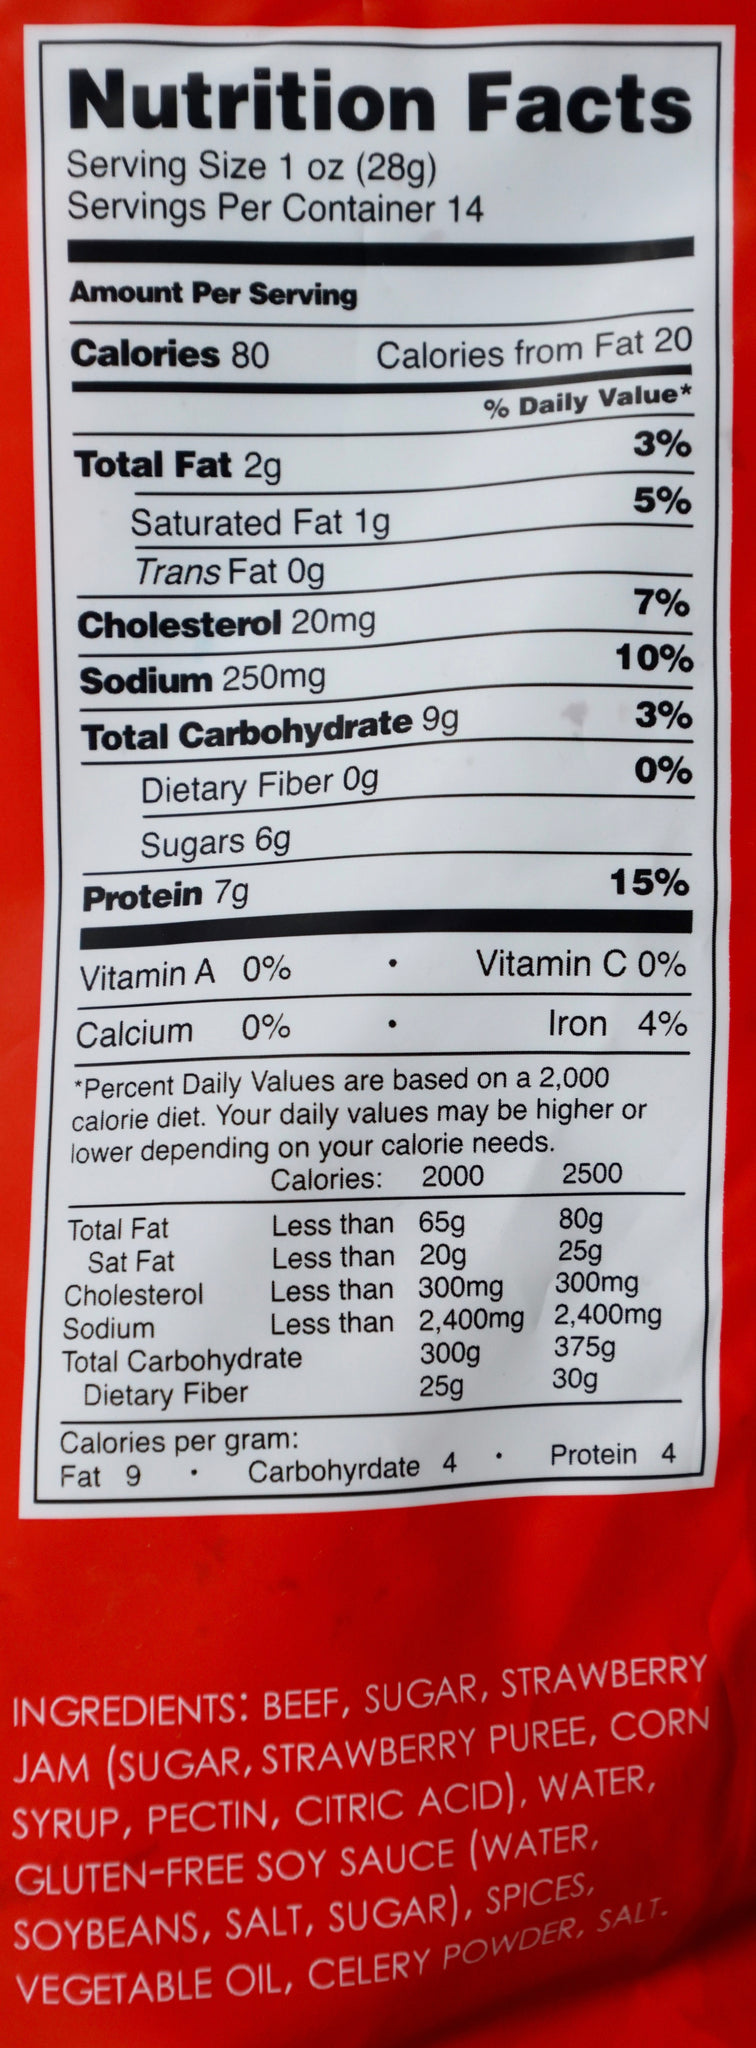 Nutrition Facts
Serving Size 1 oz (28g)
Servings Per Container 14
Amount Per Serving
Calories 80 Calories from Fat 20
% Daily Value*
Total Fat 2g 3%
Saturated Fat 1g 5%
Trans Fat 0g
Cholesterol 20mg 7%
Sodium 250mg 10%
Total Carbohydrate 9g 3%
Dietary Fiber 0g 0%
Sugars 6g
Protein 7g 15%
Vitamin A 0% • Vitamin C 0%
Calcium 0% • Iron 4%
*Percent Daily Values are based on a 2,000
calorie diet. Your daily values may be higher or
lower depending on your calorie needs.
Calories: 2000 2500
Total Fat Less than 65g 80g
Sat Fat Less than 20g 25g
Cholesterol Less than 300mg 300mg
Sodium Less than 2,400mg 2,400mg
Total Carbohydrate 300g 375g
Dietary Fiber 25g 30g
Calories per gram:
Fat 9 • Carbohyrdate 4 • Protein 4
INGREDIENTS: BEEF, SUGAR, STRAWBERRY
JAM (SUGAR, STRAWBERRY PUREE, CORN
SYRUP, PECTIN, CITRIC ACID), WATER,
GLUTEN-FREE SOY SAUCE (WATER,
SOYBEANS, SALT, SUGAR), SPICES,
VEGETABLE OIL, CELERY POWDER, SALT.